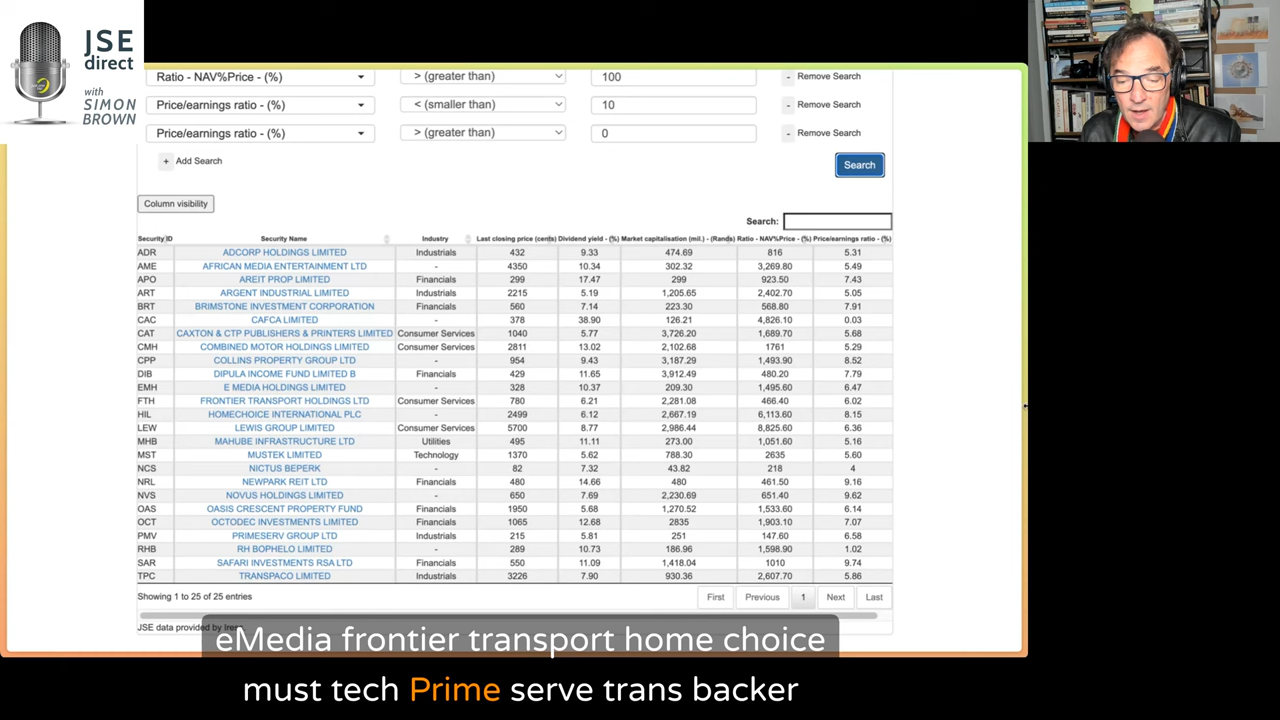 JSE
direct
with
SIMON
BROWN
Ratio - NAV%Price - (%) > (greater than) 100 - Remove Search
Price/earnings ratio - (%) < (smaller than) 10 - Remove Search
Price/earnings ratio - (%) > (greater than) 0 - Remove Search
+ Add Search
Search
Column visibility
Search:
Security ID Security Name Industry Last closing price (cents) Dividend yield - (%) Market capitalisation (mil.) - (Rands) Ratio - NAV%Price - (%) Price/earnings ratio - (%)
ADR ADCORP HOLDINGS LIMITED Industrials 432 9.33 474.69 816 5.31
AME AFRICAN MEDIA ENTERTAINMENT LTD - 4350 10.34 302.32 3,269.80 5.49
APO AREIT PROP LIMITED Financials 299 17.47 299 923.50 7.43
ART ARGENT INDUSTRIAL LIMITED Industrials 2215 5.19 1,205.65 2,402.70 5.05
BRT BRIMSTONE INVESTMENT CORPORATION Financials 560 7.14 223.30 568.80 7.91
CAC CAFCA LIMITED - 378 38.90 126.21 4,826.10 0.03
CAT CAXTON & CTP PUBLISHERS & PRINTERS LIMITED Consumer Services 1040 5.77 3,726.20 1,689.70 5.68
CMH COMBINED MOTOR HOLDINGS LIMITED Consumer Services 2811 13.02 2,102.68 1761 5.29
CPP COLLINS PROPERTY GROUP LTD - 954 9.43 3,187.29 1,493.90 8.52
DIB DIPULA INCOME FUND LIMITED B Financials 429 11.65 3,912.49 480.20 7.79
EMH E MEDIA HOLDINGS LIMITED - 328 10.37 209.30 1,495.60 6.47
FTH FRONTIER TRANSPORT HOLDINGS LTD Consumer Services 780 6.21 2,281.08 466.40 6.02
HIL HOMECHOICE INTERNATIONAL PLC - 2499 6.12 2,667.19 6,113.60 8.15
LEW LEWIS GROUP LIMITED Consumer Services 5700 8.77 2,986.44 8,825.60 6.36
MHB MAHUBE INFRASTRUCTURE LTD Utilities 495 11.11 273.00 1,051.60 5.16
MST MUSTEK LIMITED Technology 1370 5.62 788.30 2635 5.60
NCS NICTUS BEPERK - 82 7.32 43.82 218 4
NRL NEWPARK REIT LTD Financials 480 14.66 480 461.50 9.16
NVS NOVUS HOLDINGS LIMITED - 650 7.69 2,230.69 651.40 9.62
OAS OASIS CRESCENT PROPERTY FUND Financials 1950 5.68 1,270.52 1,533.60 6.14
OCT OCTODEC INVESTMENTS LIMITED Financials 1065 12.68 2835 1,903.10 7.07
PMV PRIMESERV GROUP LTD Industrials 215 5.81 251 147.60 6.58
RHB RH BOPHELO LIMITED - 289 10.73 186.96 1,598.90 1.02
SAR SAFARI INVESTMENTS RSA LTD Financials 550 11.09 1,418.04 1010 9.74
TPC TRANSPACO LIMITED Industrials 3226 7.90 930.36 2,607.70 5.86
Showing 1 to 25 of 25 entries First Previous 1 Next Last
JSE data provided by Iress
eMedia frontier transport home choice
must tech Prime serve trans backer